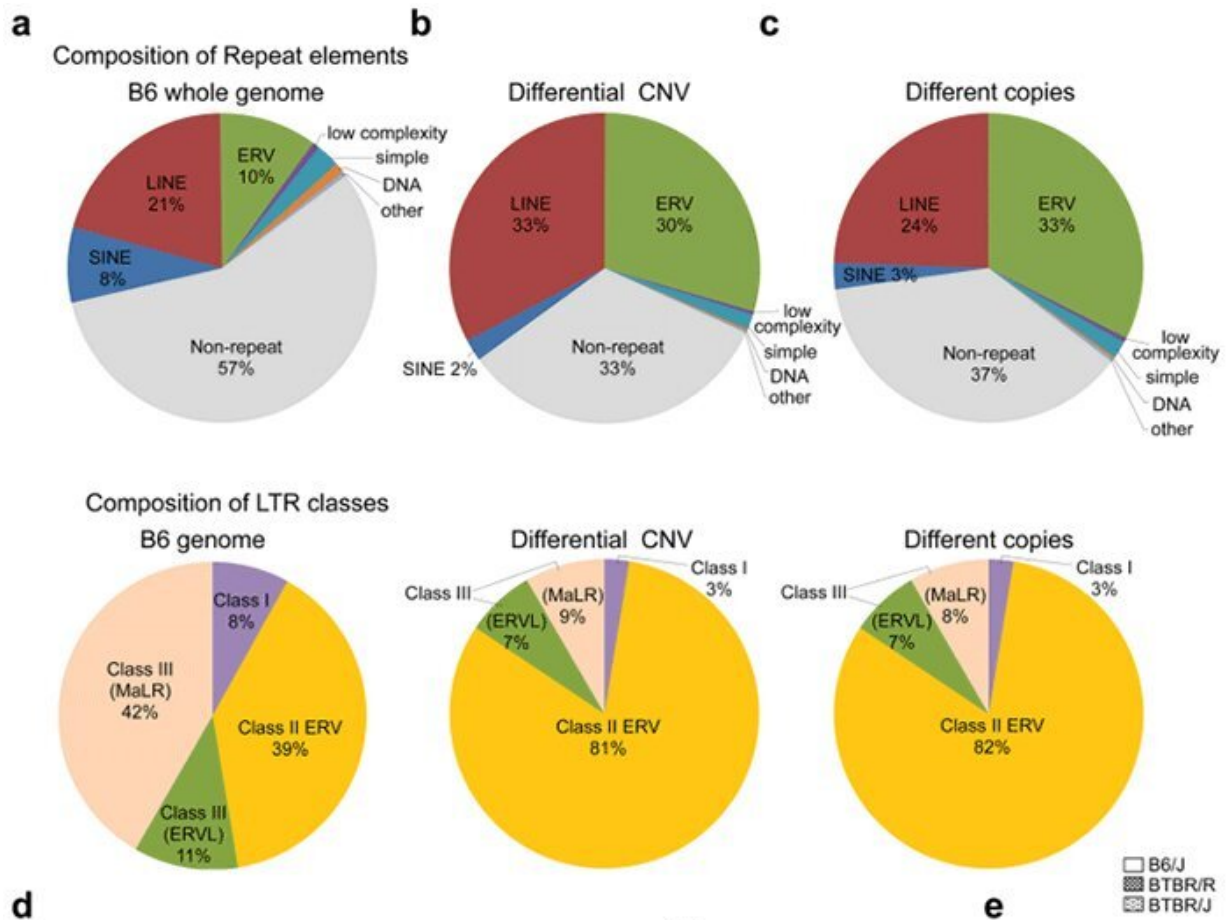 a
b
c
Composition of Repeat elements
B6 whole genome
Differential CNV
Different copies
low complexity
simple
DNA
other
ERV
10%
LINE
21%
SINE
8%
Non-repeat
57%
LINE
33%
ERV
30%
low
complexity
simple
DNA
other
SINE 2%
Non-repeat
33%
LINE
24%
ERV
33%
SINE 3%
low
complexity
simple
DNA
other
Non-repeat
37%
Composition of LTR classes
B6 genome
Differential CNV
Different copies
Class I
8%
Class III
(MaLR)
42%
Class II ERV
39%
Class III
(ERVL)
11%
Class III
(MaLR)
9%
(ERVL)
7%
Class I
3%
Class II ERV
81%
Class III
(MaLR)
8%
(ERVL)
7%
Class I
3%
Class II ERV
82%
B6/J
BTBR/R
BTBR/J
d
e